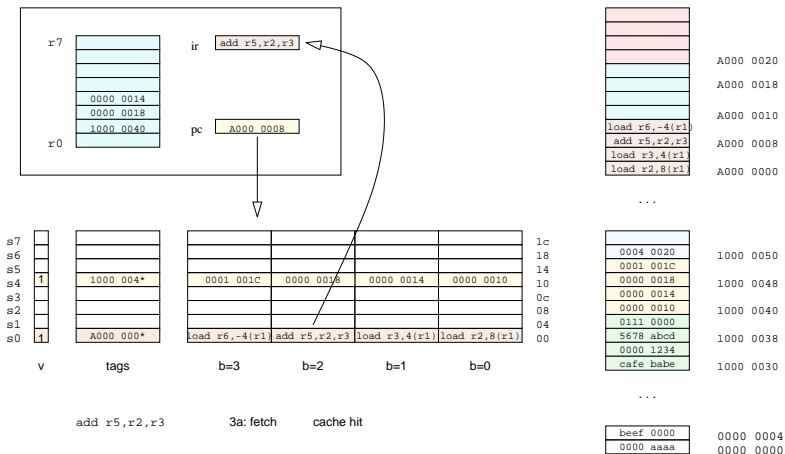 r7
0000 0014
0000 0018
1000 0040
r0
ir
add r5,r2,r3
pc
A000 0008
s7
s6
s5
s4
s3
s2
s1
s0
1
1
v
1000 004*
A000 000*
tags
0001 001C
0000 0018
0000 0014
0000 0010
load r6,-4(r1)
add r5,r2,r3
load r3,4(r1)
load r2,8(r1)
b=3
b=2
b=1
b=0
1c
18
14
10
0c
08
04
00
add r5,r2,r3
3a: fetch
cache hit
load r6,-4(r1)
add r5,r2,r3
load r3,4(r1)
load r2,8(r1)
A000 0020
A000 0018
A000 0010
A000 0008
A000 0000
...
0004 0020
0001 001C
0000 0018
0000 0014
0000 0010
0111 0000
5678 abcd
0000 1234
cafe babe
1000 0050
1000 0048
1000 0040
1000 0038
1000 0030
...
beef 0000
0000 aaaa
0000 0004
0000 0000